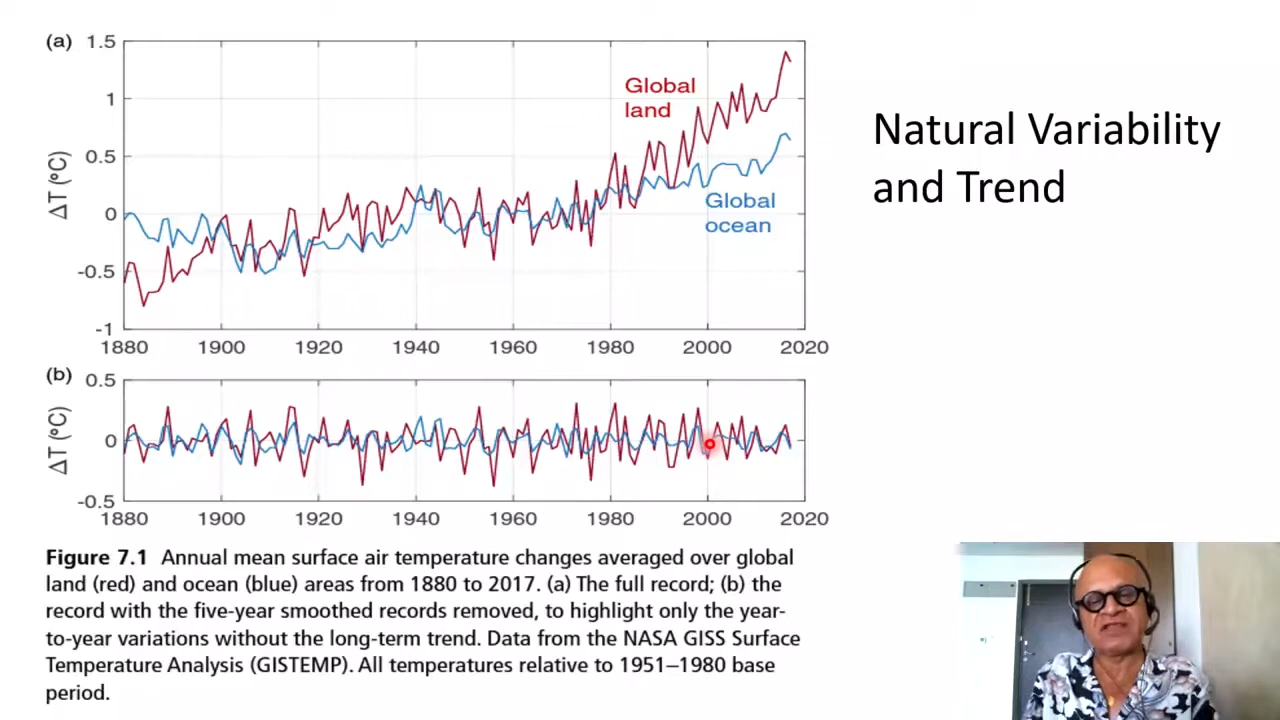 (a)
1.5
1
0.5
0
-0.5
-1
ΔT (°C)
Global
land
Global
ocean
1880 1900 1920 1940 1960 1980 2000 2020
(b)
0.5
0
-0.5
ΔT (°C)
1880 1900 1920 1940 1960 1980 2000 2020
Figure 7.1 Annual mean surface air temperature changes averaged over global
land (red) and ocean (blue) areas from 1880 to 2017. (a) The full record; (b) the
record with the five-year smoothed records removed, to highlight only the year-
to-year variations without the long-term trend. Data from the NASA GISS Surface
Temperature Analysis (GISTEMP). All temperatures relative to 1951–1980 base
period.
Natural Variability
and Trend